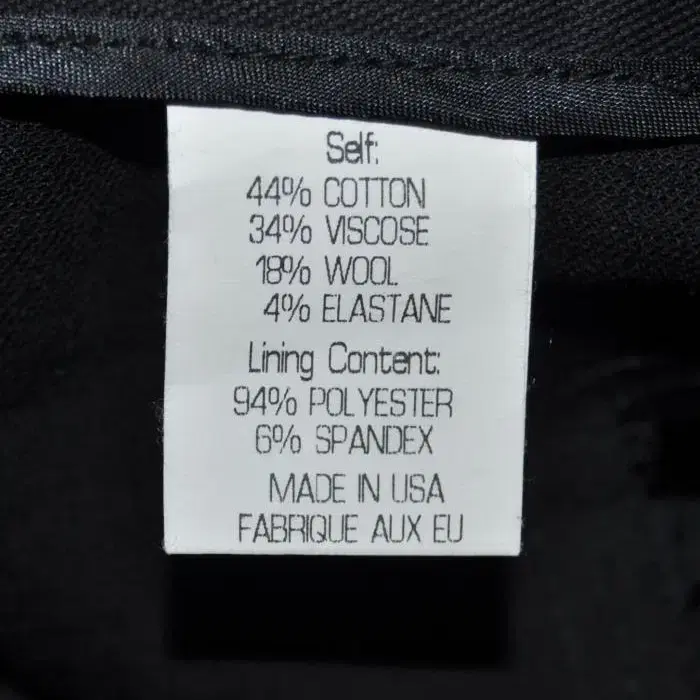 Self:
44% COTTON
34% VISCOSE
18% WOOL
4% ELASTANE
Lining Content:
94% POLYESTER
6% SPANDEX
MADE IN USA
FABRIQUE AUX EU